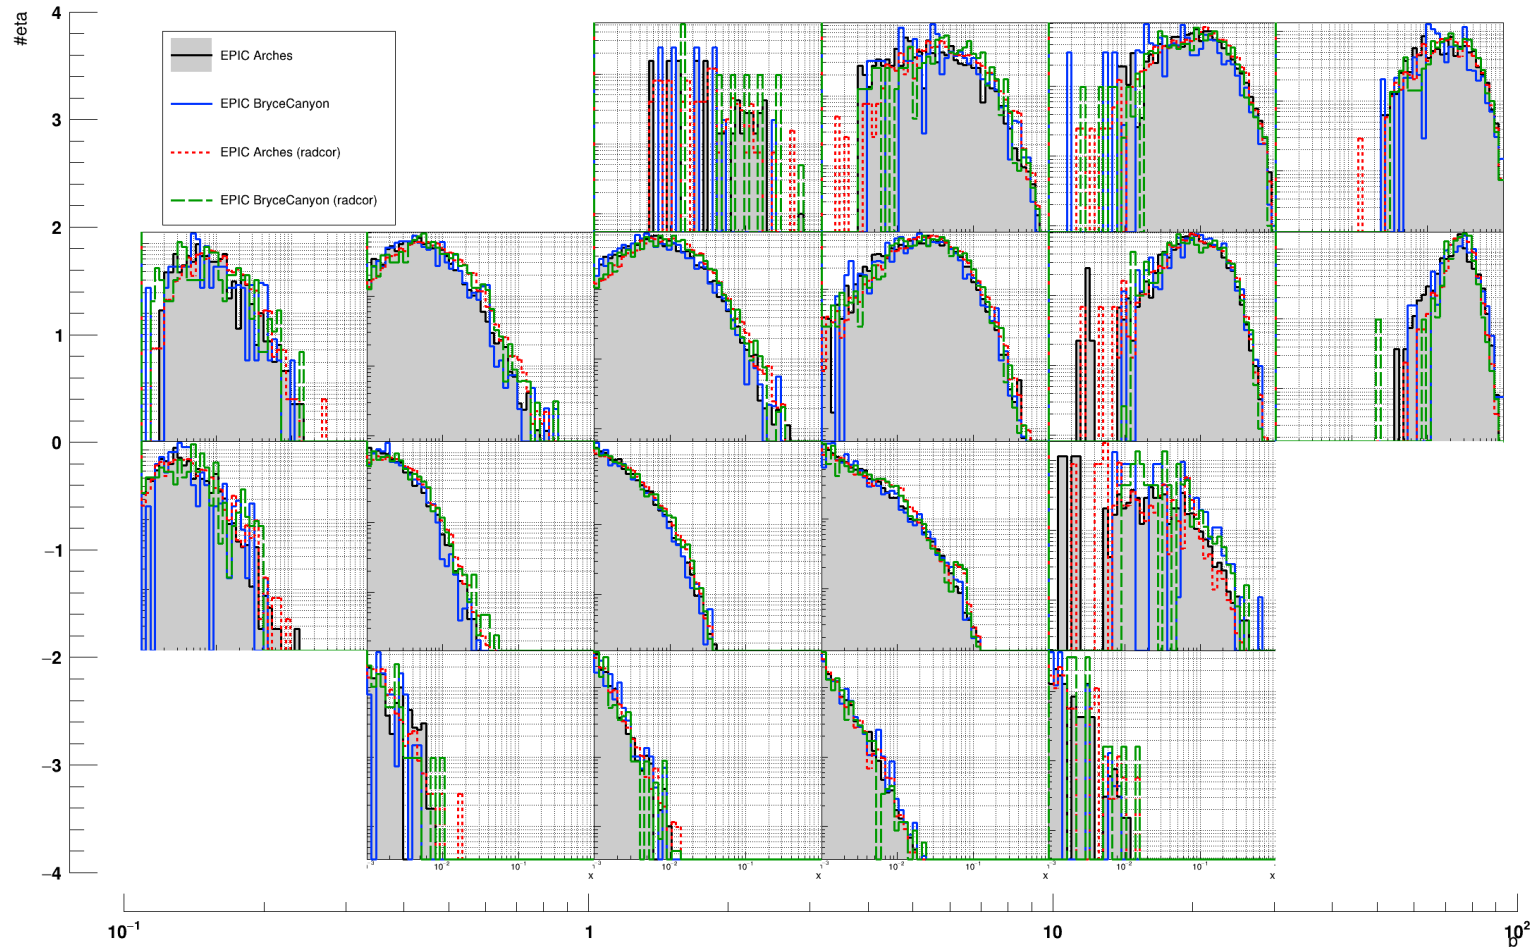 #eta
4
3
2
1
0
−1
−2
−3
−4
EPIC Arches
EPIC BryceCanyon
EPIC Arches (radcor)
EPIC BryceCanyon (radcor)
10⁻² 10⁻¹ x 10⁻² 10⁻¹ x 10⁻² 10⁻¹ x 10⁻² 10⁻¹ x
10⁻¹ 1 10 10²
p